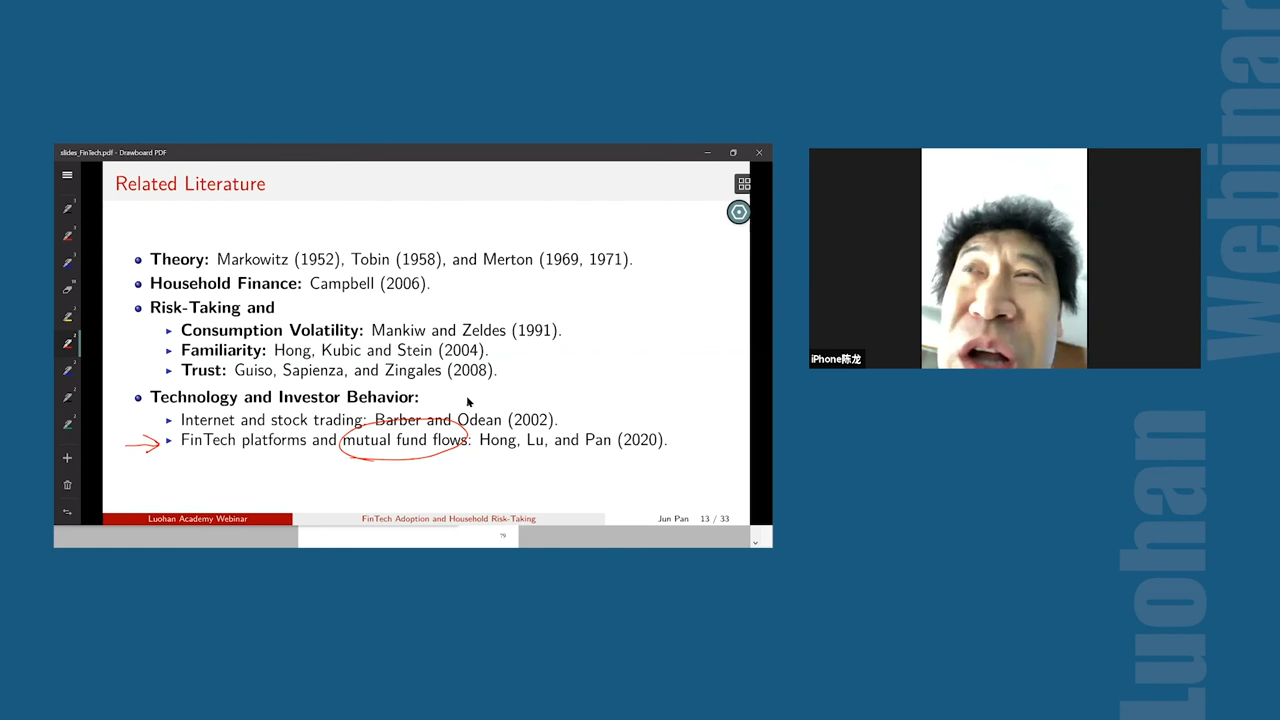 slides_FinTech.pdf - Drawboard PDF
Related Literature
Theory: Markowitz (1952), Tobin (1958), and Merton (1969, 1971).
Household Finance: Campbell (2006).
Risk-Taking and
Consumption Volatility: Mankiw and Zeldes (1991).
Familiarity: Hong, Kubic and Stein (2004).
Trust: Guiso, Sapienza, and Zingales (2008).
Technology and Investor Behavior:
Internet and stock trading: Barber and Odean (2002).
FinTech platforms and mutual fund flows: Hong, Lu, and Pan (2020).
Luohan Academy Webinar
FinTech Adoption and Household Risk-Taking
Jun Pan 13 / 33
79
iPhone陈龙
Luohan
Webinar